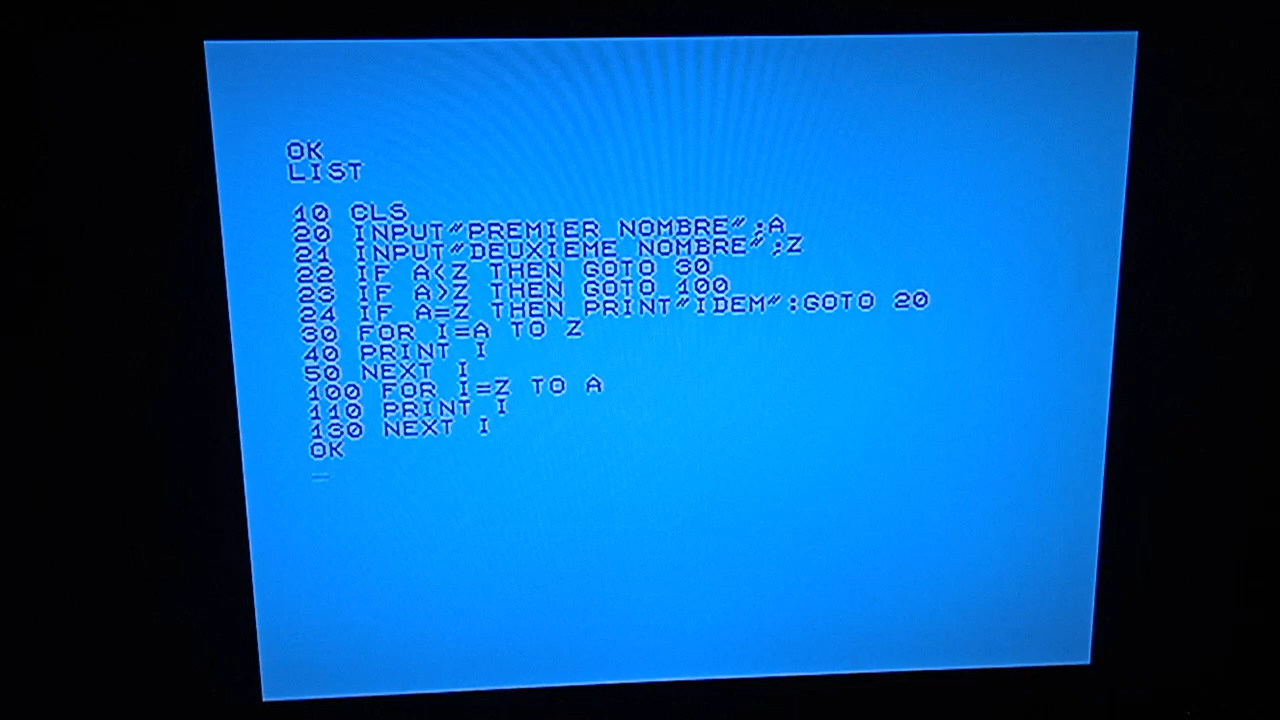 OK
LIST
10 CLS
20 INPUT"PREMIER NOMBRE";A
21 INPUT"DEUXIEME NOMBRE";Z
22 IF A<Z THEN GOTO 30
23 IF A>Z THEN GOTO 100
24 IF A=Z THEN PRINT"IDEM":GOTO 20
30 FOR I=A TO Z
40 PRINT I
50 NEXT I
100 FOR I=Z TO A
110 PRINT I
130 NEXT I
OK